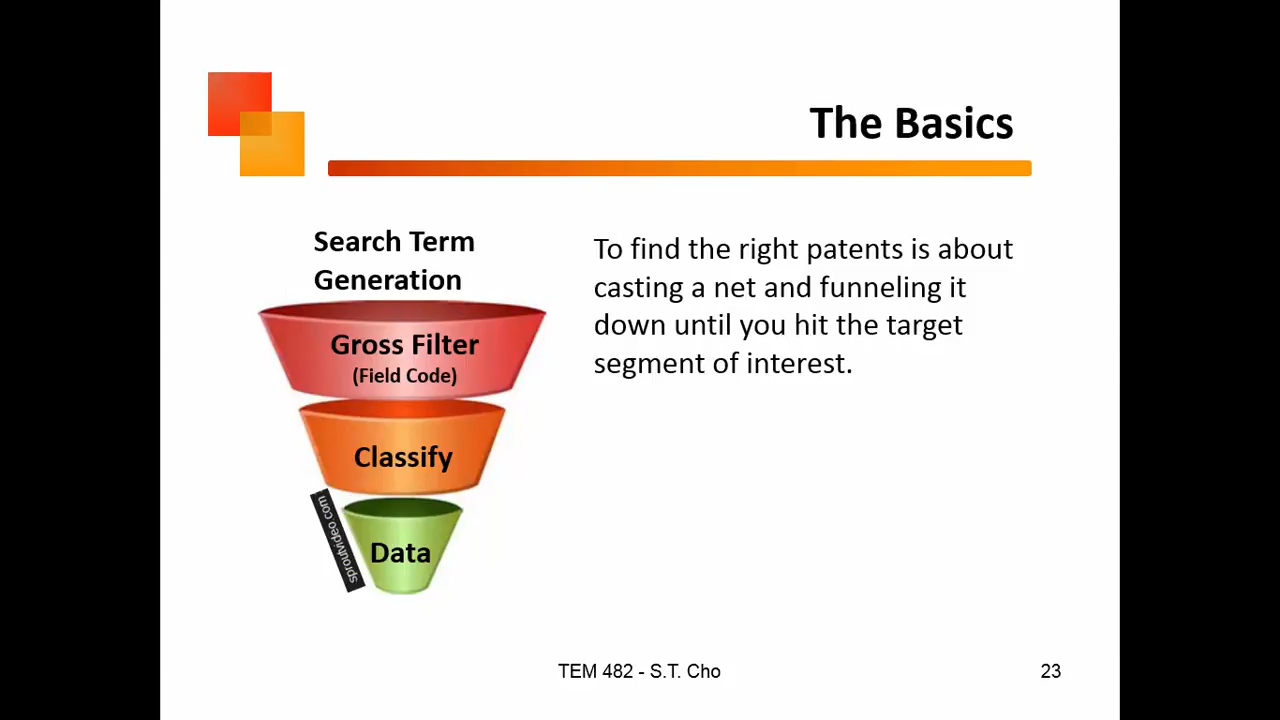 The Basics
Search Term
Generation
Gross Filter
(Field Code)
Classify
Data
sproutvideo.com
To find the right patents is about
casting a net and funneling it
down until you hit the target
segment of interest.
TEM 482 - S.T. Cho
23